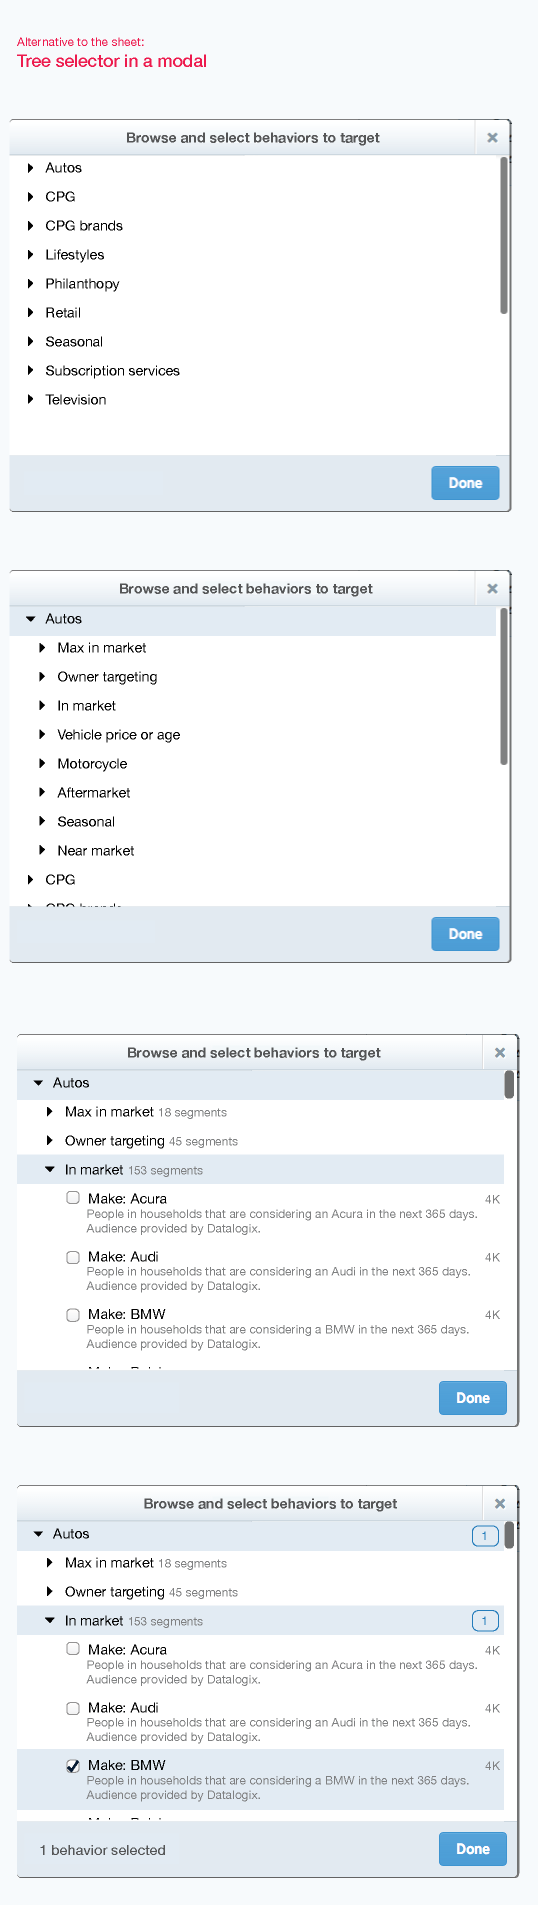 Alternative to the sheet:
Tree selector in a modal
Browse and select behaviors to target
Autos
CPG
CPG brands
Lifestyles
Philanthopy
Retail
Seasonal
Subscription services
Television
Done
Browse and select behaviors to target
Autos
Max in market
Owner targeting
In market
Vehicle price or age
Motorcycle
Aftermarket
Seasonal
Near market
CPG
CPG brands
Done
Browse and select behaviors to target
Autos
Max in market 18 segments
Owner targeting 45 segments
In market 153 segments
Make: Acura 4K
People in households that are considering an Acura in the next 365 days.
Audience provided by Datalogix.
Make: Audi 4K
People in households that are considering an Audi in the next 365 days.
Audience provided by Datalogix.
Make: BMW 4K
People in households that are considering a BMW in the next 365 days.
Audience provided by Datalogix.
Done
Browse and select behaviors to target
Autos 1
Max in market 18 segments
Owner targeting 45 segments
In market 153 segments 1
Make: Acura 4K
People in households that are considering an Acura in the next 365 days.
Audience provided by Datalogix.
Make: Audi 4K
People in households that are considering an Audi in the next 365 days.
Audience provided by Datalogix.
Make: BMW 4K
People in households that are considering a BMW in the next 365 days.
Audience provided by Datalogix.
1 behavior selected
Done